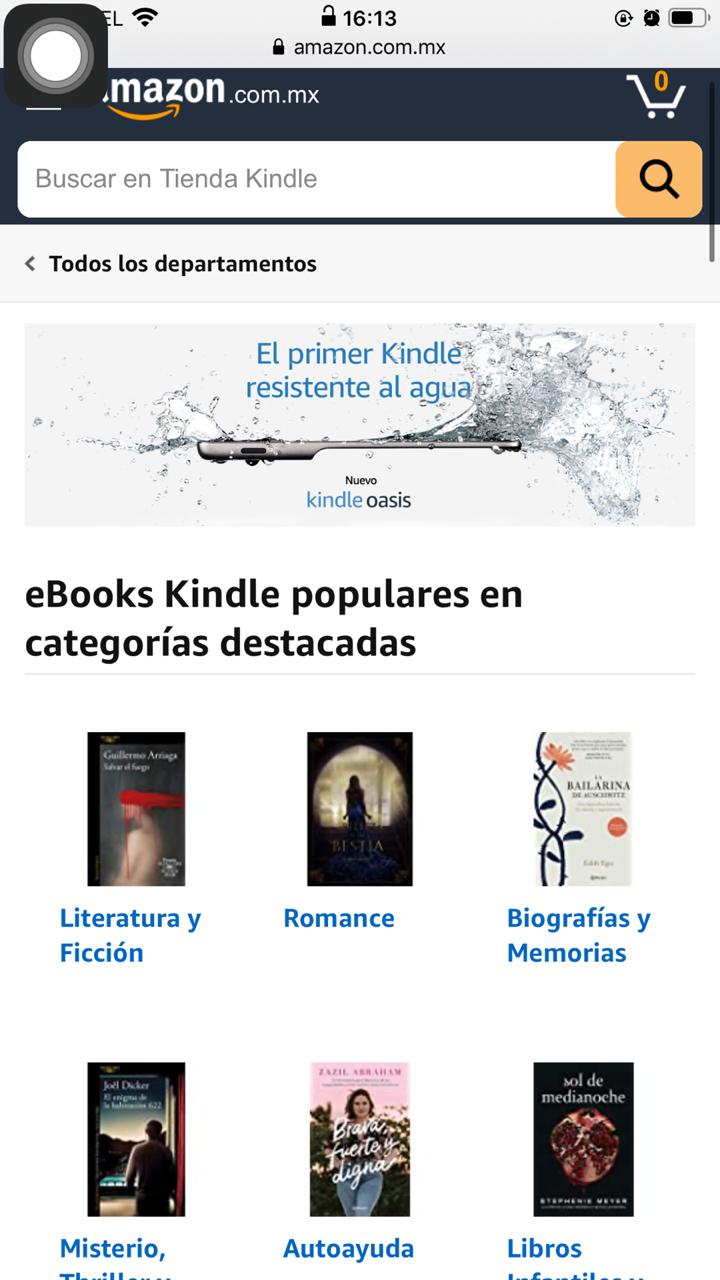 EL
16:13
amazon.com.mx
amazon.com.mx
0
Buscar en Tienda Kindle
Todos los departamentos
El primer Kindle
resistente al agua
Nuevo
kindle oasis
eBooks Kindle populares en
categorías destacadas
Guillermo Arriaga
Salvar el fuego
BESTIA
LA
BAILARINA
DE AUSCHWITZ
Edith Eger
Literatura y
Ficción
Romance
Biografías y
Memorias
Joël Dicker
El enigma de
la habitación 622
ZAZIL ABRAHAM
Brava,
fuerte y
digna
sol de
medianoche
STEPHENIE MEYER
Misterio,
Autoayuda
Libros